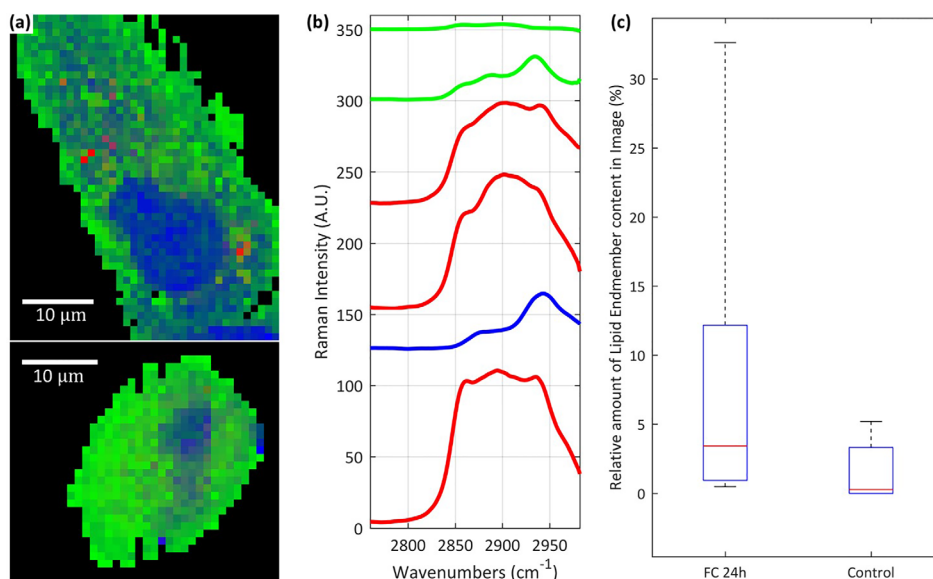 (a)
10 µm
10 µm
(b)
350
300
250
200
150
100
50
0
Raman Intensity (A.U.)
2800 2850 2900 2950
Wavenumbers (cm⁻¹)
(c)
30
25
20
15
10
5
0
Relative amount of Lipid Endmember content in Image (%)
FC 24h Control